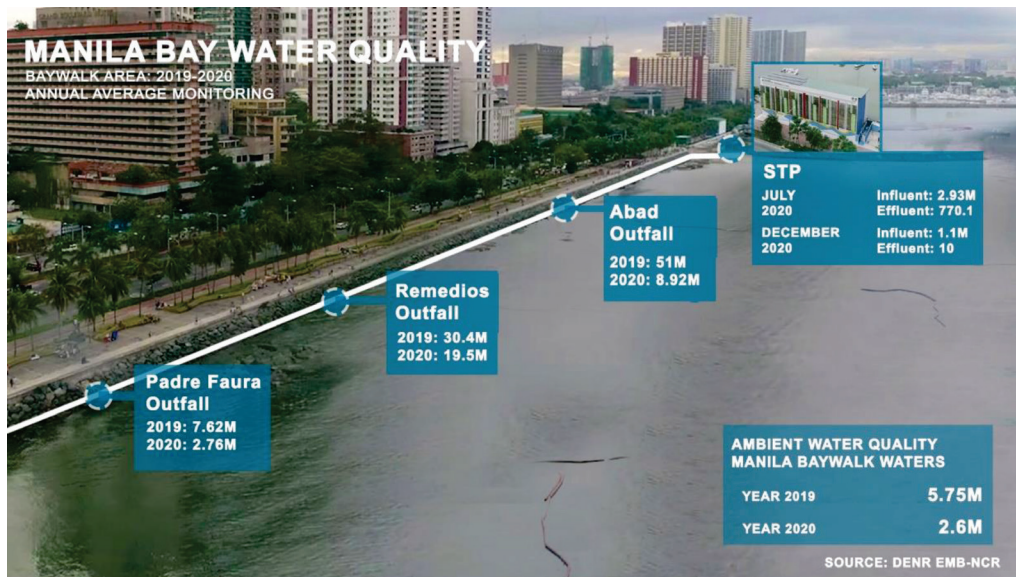 MANILA BAY WATER QUALITY
BAYWALK AREA: 2019-2020
ANNUAL AVERAGE MONITORING
STP
JULY 2020
Influent: 2.93M
Effluent: 770.1
DECEMBER 2020
Influent: 1.1M
Effluent: 10
Abad
Outfall
2019: 51M
2020: 8.92M
Remedios
Outfall
2019: 30.4M
2020: 19.5M
Padre Faura
Outfall
2019: 7.62M
2020: 2.76M
AMBIENT WATER QUALITY
MANILA BAYWALK WATERS
YEAR 2019 5.75M
YEAR 2020 2.6M
SOURCE: DENR EMB-NCR